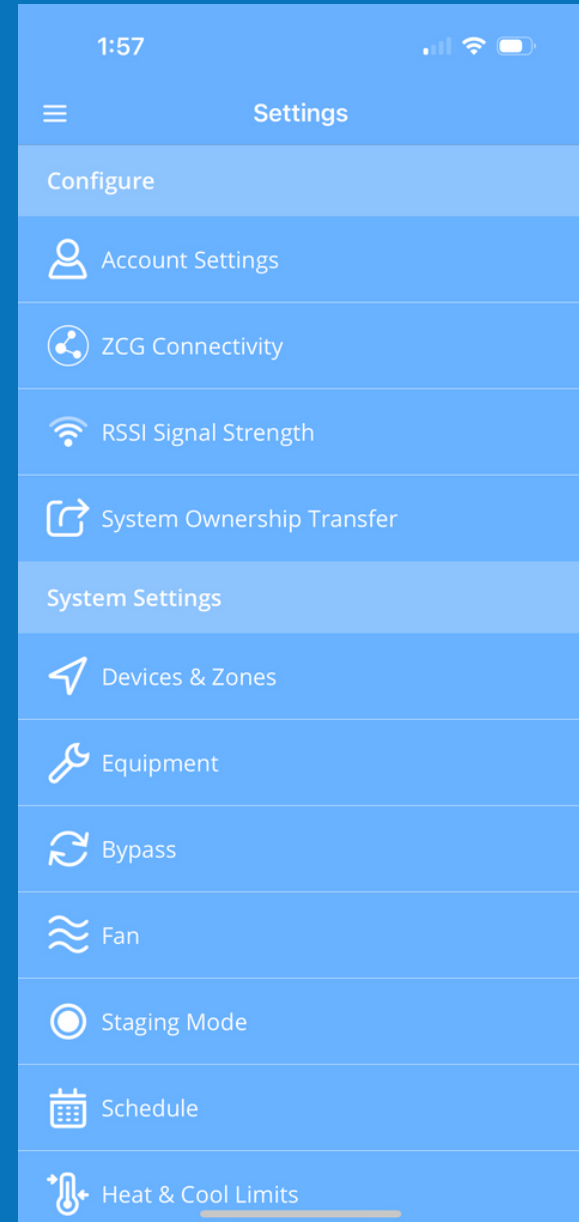 1:57
Settings
Configure
Account Settings
ZCG Connectivity
RSSI Signal Strength
System Ownership Transfer
System Settings
Devices & Zones
Equipment
Bypass
Fan
Staging Mode
Schedule
Heat & Cool Limits